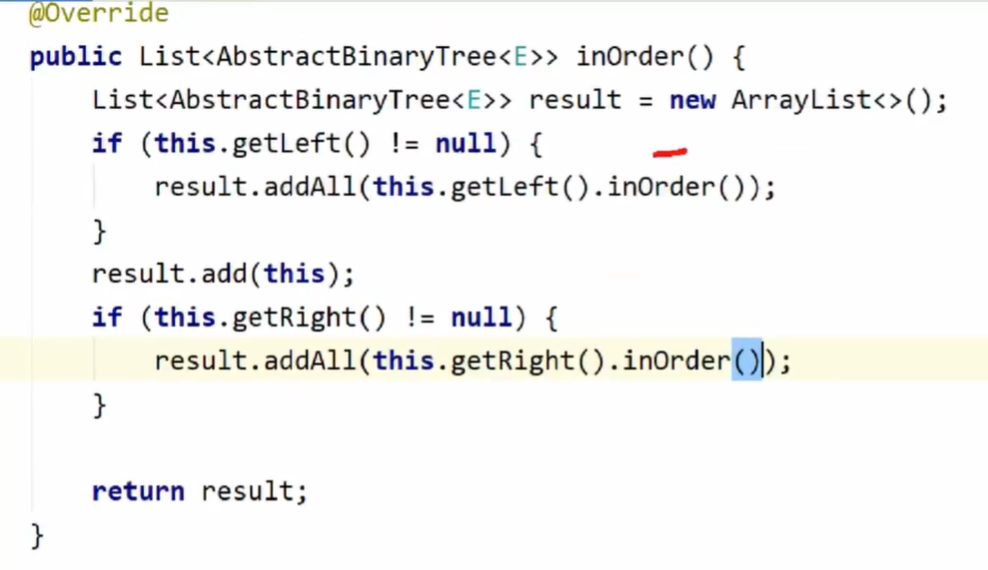 @Override
public List<AbstractBinaryTree<E>> inOrder() {
    List<AbstractBinaryTree<E>> result = new ArrayList<>();
    if (this.getLeft() != null) {
        result.addAll(this.getLeft().inOrder());
    }
    result.add(this);
    if (this.getRight() != null) {
        result.addAll(this.getRight().inOrder());
    }

    return result;
}